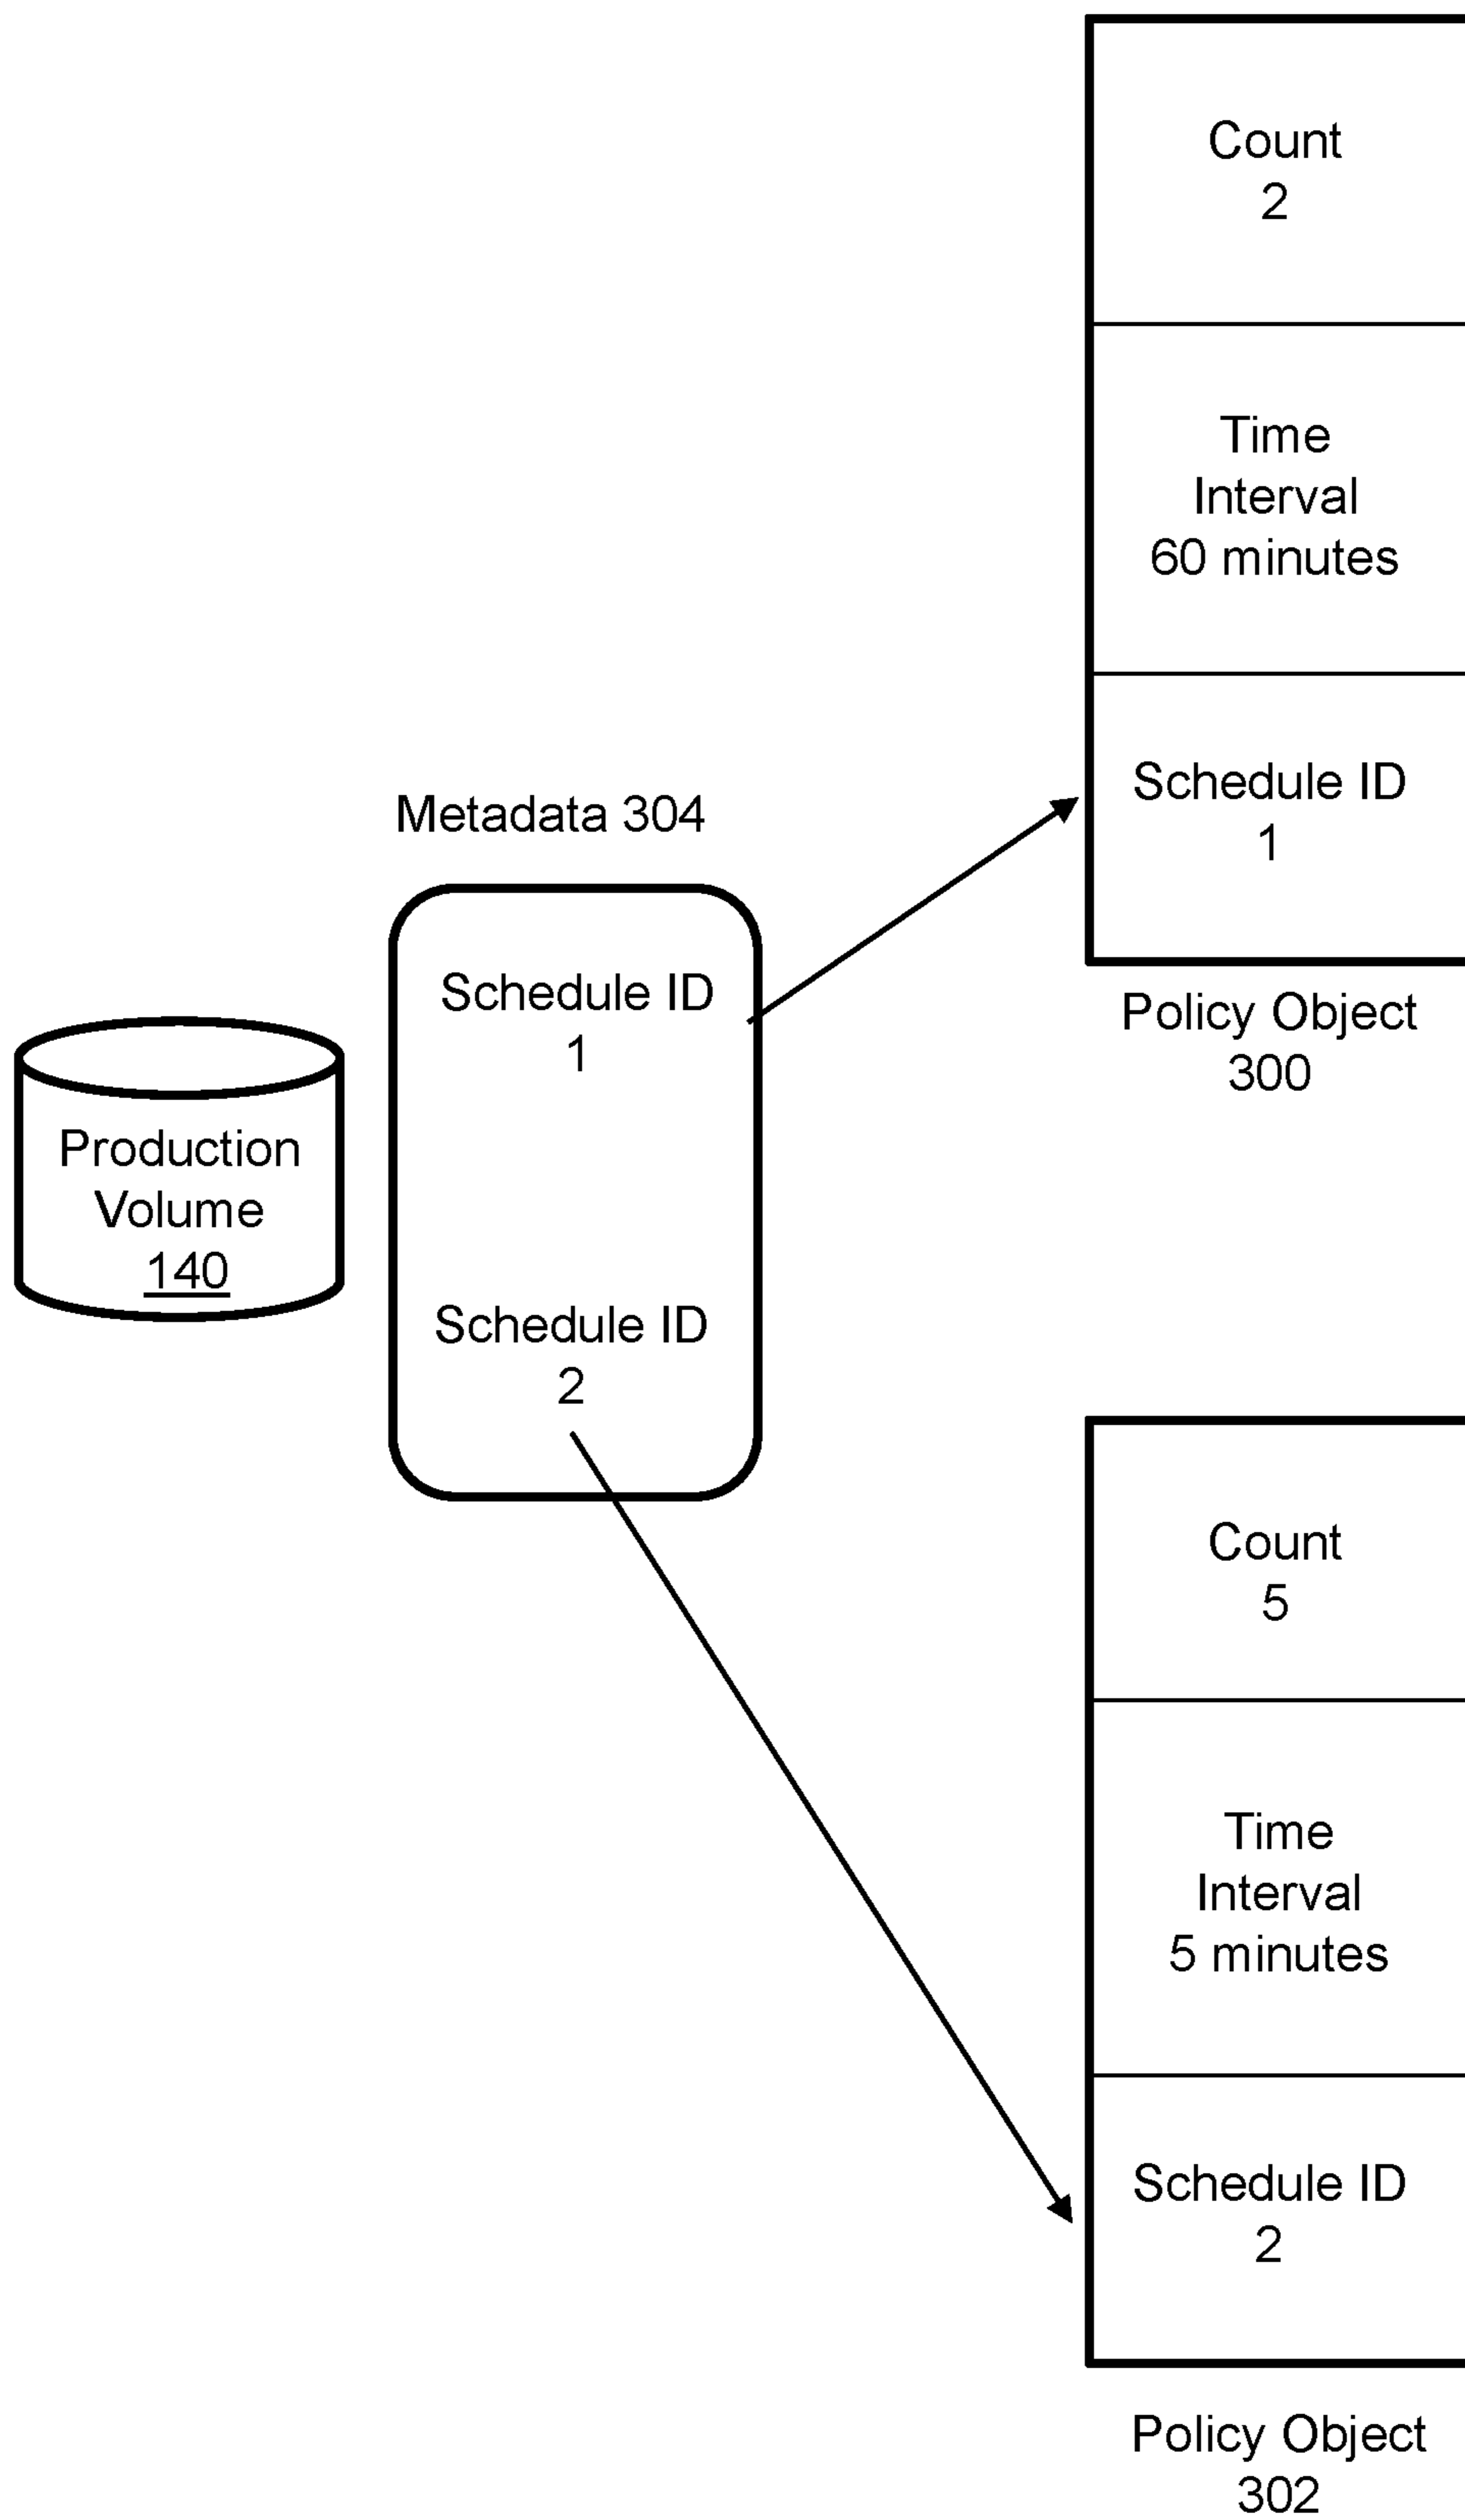 Count
2
Time
Interval
60 minutes
Schedule ID
1
Policy Object
300
Metadata 304
Schedule ID
1
Schedule ID
2
Production
Volume
140
Count
5
Time
Interval
5 minutes
Schedule ID
2
Policy Object
302